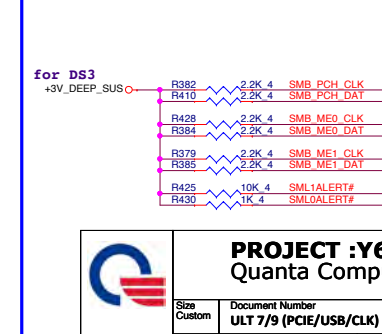 for DS3
+3V_DEEP_SUS
R382 2.2K_4 SMB_PCH_CLK
R410 2.2K_4 SMB_PCH_DAT
R428 2.2K_4 SMB_ME0_CLK
R384 2.2K_4 SMB_ME0_DAT
R379 2.2K_4 SMB_ME1_CLK
R385 2.2K_4 SMB_ME1_DAT
R425 10K_4 SML1ALERT#
R430 1K_4 SML0ALERT#
PROJECT :Y6
Quanta Comp
Size Document Number
Custom ULT 7/9 (PCIE/USB/CLK)